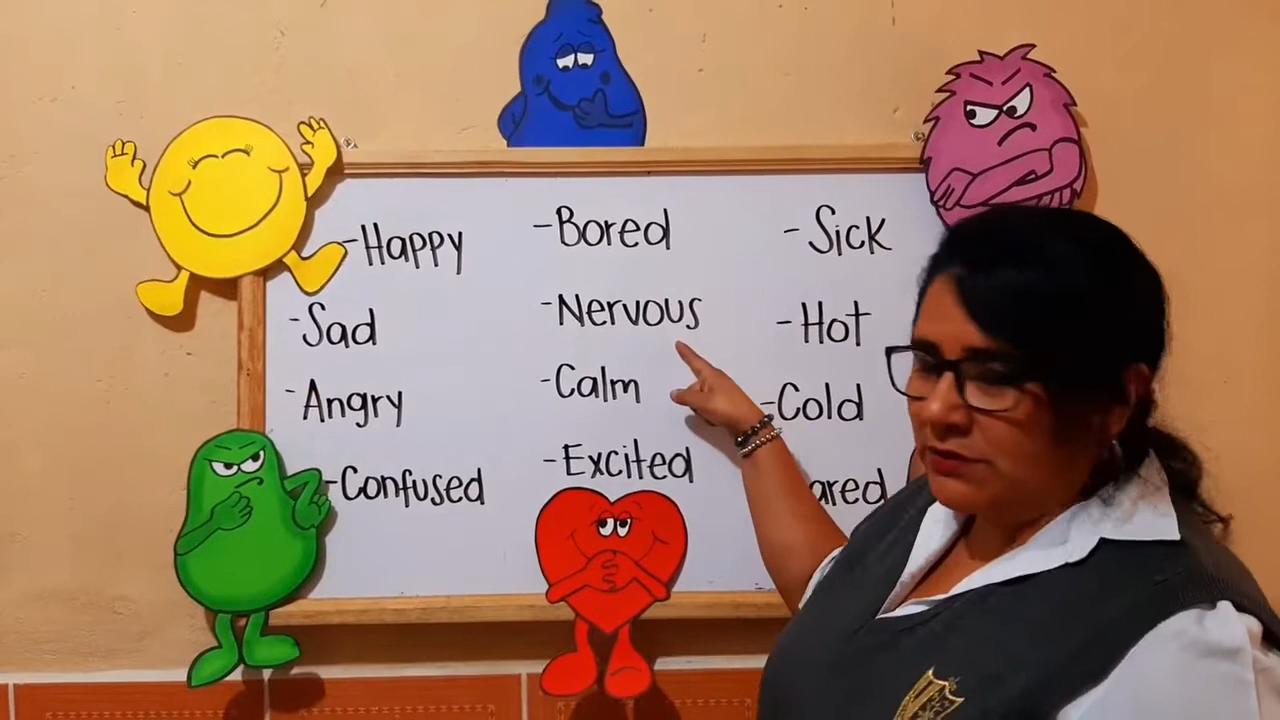 -Happy
-Sad
-Angry
-Confused
-Bored
-Nervous
-Calm
-Excited
-Sick
-Hot
-Cold